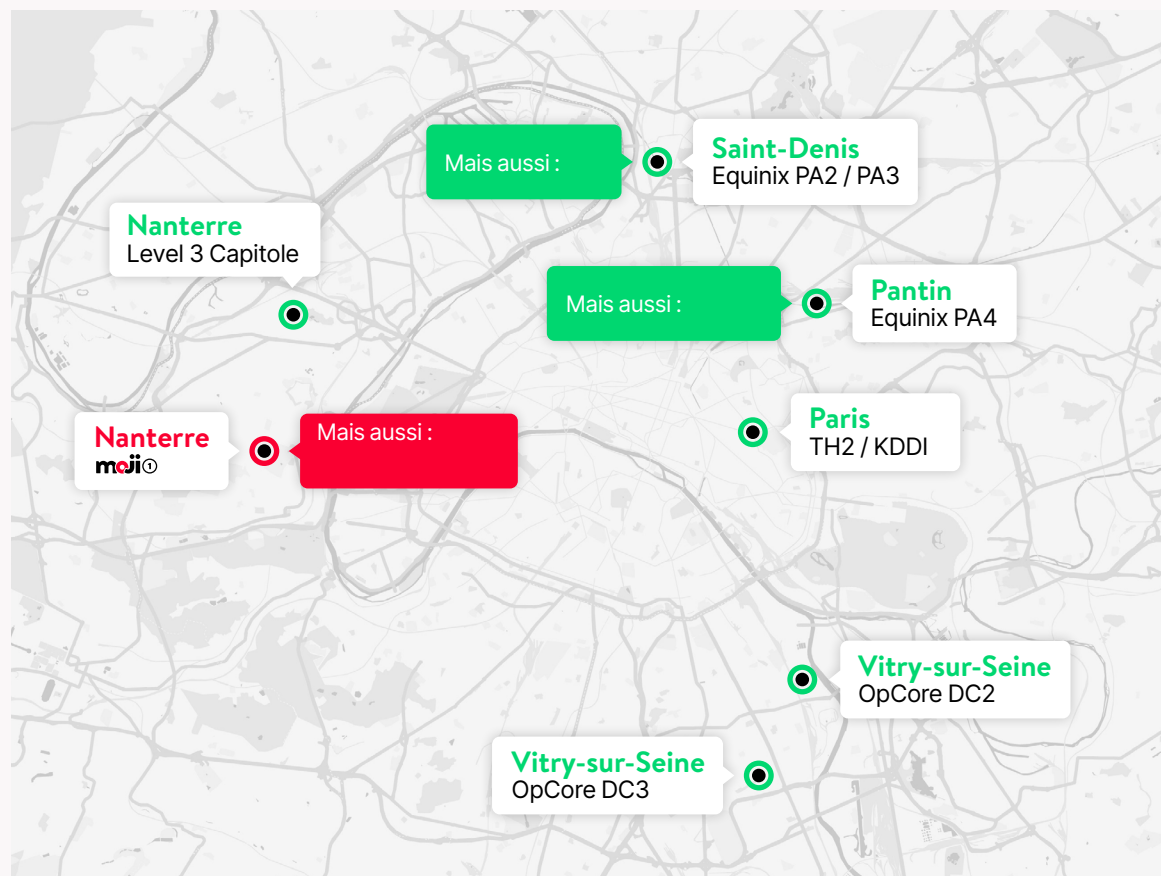 Mais aussi :
Saint-Denis
Equinix PA2 / PA3
Nanterre
Level 3 Capitole
Mais aussi :
Pantin
Equinix PA4
Nanterre
moji 1
Mais aussi :
Paris
TH2 / KDDI
Vitry-sur-Seine
OpCore DC2
Vitry-sur-Seine
OpCore DC3